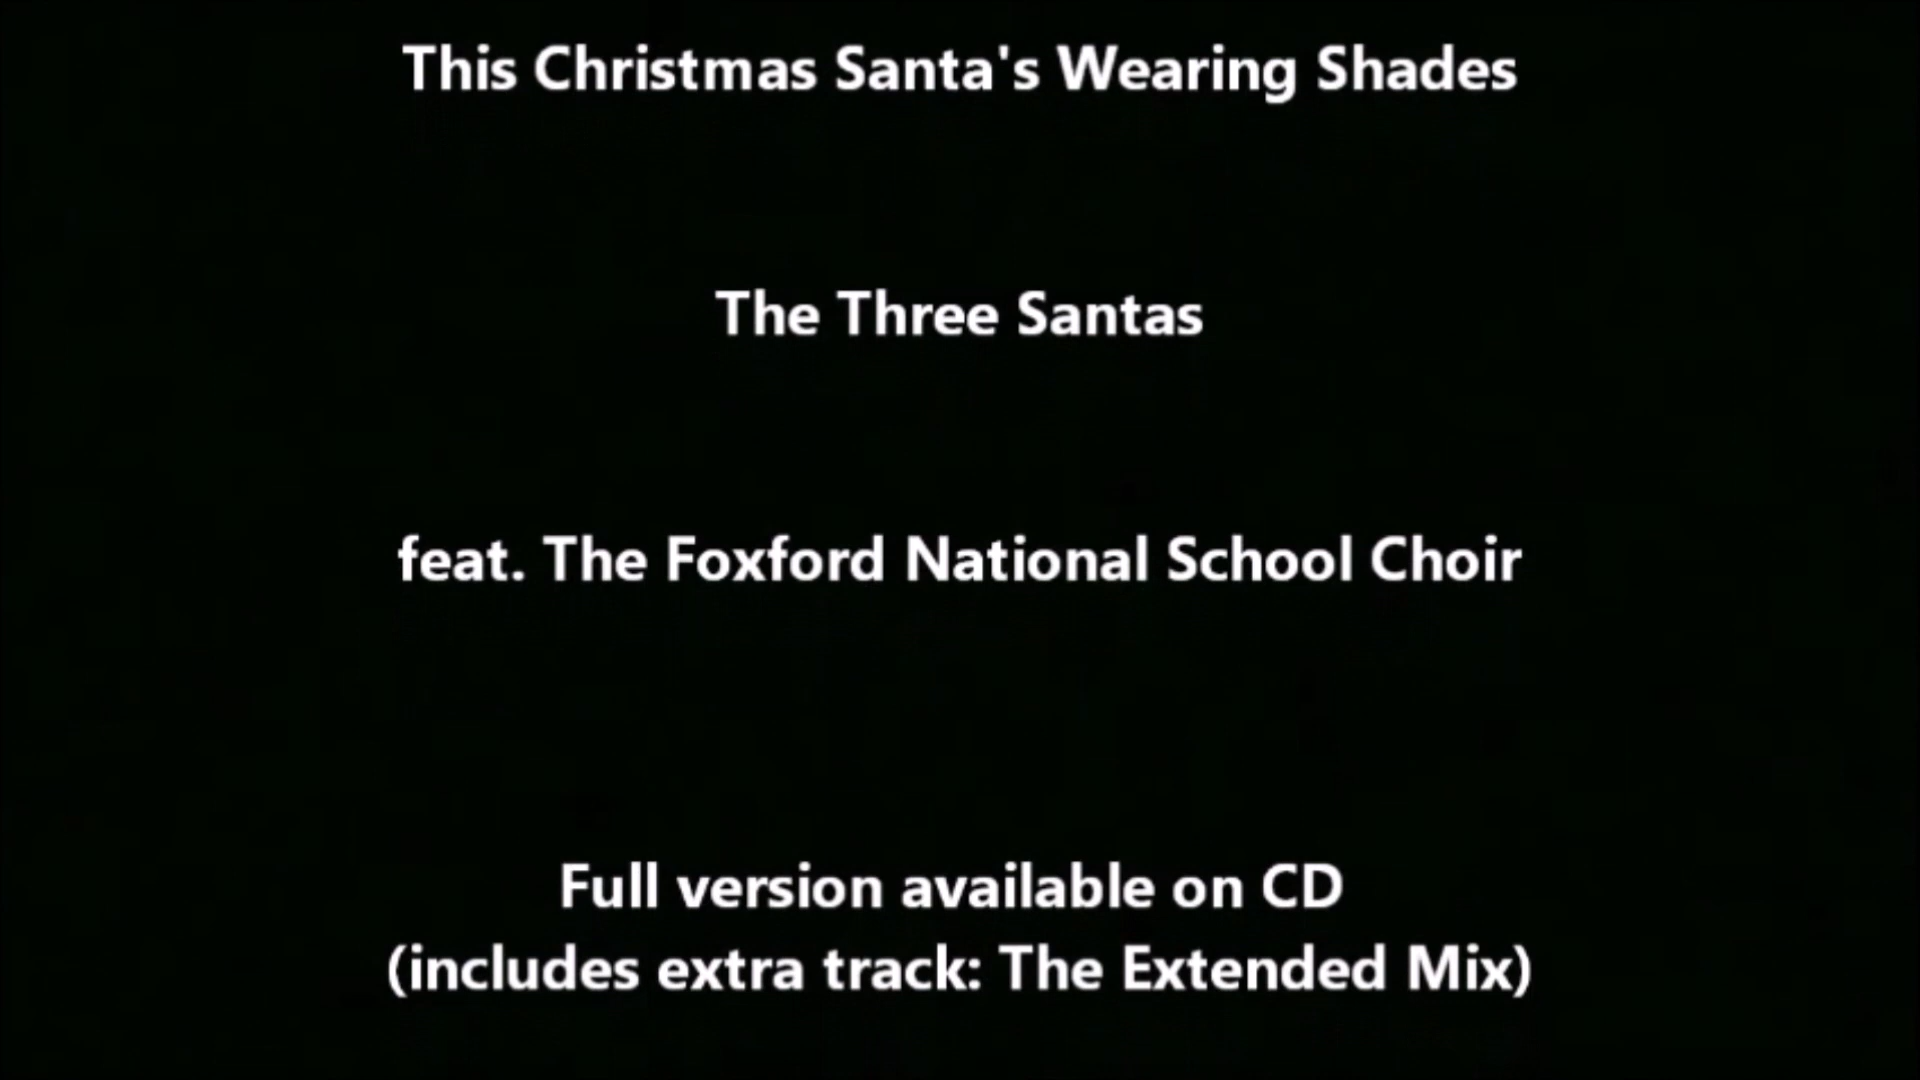 This Christmas Santa's Wearing Shades
The Three Santas
feat. The Foxford National School Choir
Full version available on CD
(includes extra track: The Extended Mix)